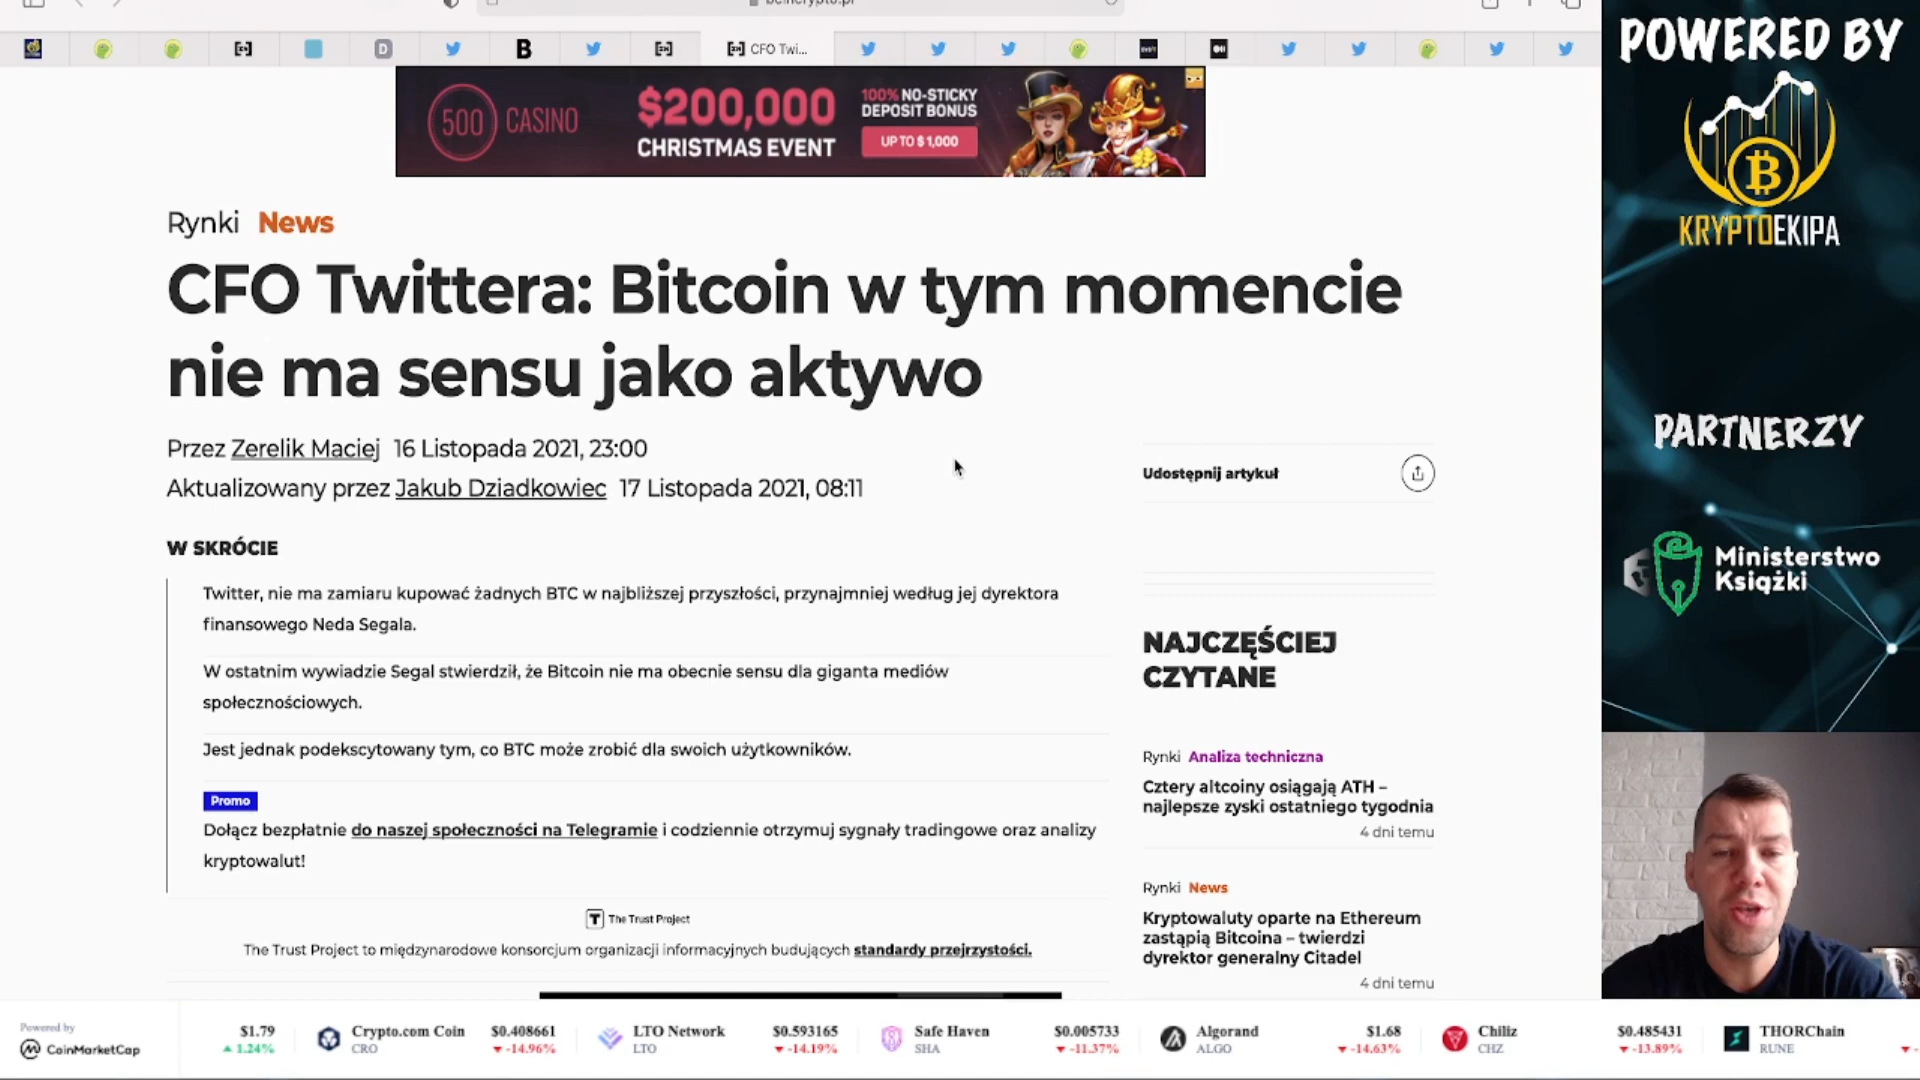 CFO Twi...
500 CASINO
$200,000
CHRISTMAS EVENT
100% NO-STICKY
DEPOSIT BONUS
UP TO $1,000
Rynki News
CFO Twittera: Bitcoin w tym momencie
nie ma sensu jako aktywo
Przez Zerelik Maciej 16 Listopada 2021, 23:00
Aktualizowany przez Jakub Dziadkowiec 17 Listopada 2021, 08:11
W SKRÓCIE
Twitter, nie ma zamiaru kupować żadnych BTC w najbliższej przyszłości, przynajmniej według jej dyrektora
finansowego Neda Segala.
W ostatnim wywiadzie Segal stwierdził, że Bitcoin nie ma obecnie sensu dla giganta mediów
społecznościowych.
Jest jednak podekscytowany tym, co BTC może zrobić dla swoich użytkowników.
Promo
Dołącz bezpłatnie do naszej społeczności na Telegramie i codziennie otrzymuj sygnały tradingowe oraz analizy
kryptowalut!
The Trust Project
The Trust Project to międzynarodowe konsorcjum organizacji informacyjnych budujących standardy przejrzystości.
Udostępnij artykuł
NAJCZĘŚCIEJ
CZYTANE
Rynki Analiza techniczna
Cztery altcoiny osiągają ATH –
najlepsze zyski ostatniego tygodnia
4 dni temu
Rynki News
Kryptowaluty oparte na Ethereum
zastąpią Bitcoina – twierdzi
dyrektor generalny Citadel
4 dni temu
POWERED BY
KRYPTOEKIPA
PARTNERZY
Ministerstwo
Książki
Powered by
CoinMarketCap
$1.79
1.24%
Crypto.com Coin
CRO
$0.408661
-14.96%
LTO Network
LTO
$0.593165
-14.19%
Safe Haven
SHA
$0.005733
-11.37%
Algorand
ALGO
$1.68
-14.63%
Chiliz
CHZ
$0.485431
-13.89%
THORChain
RUNE